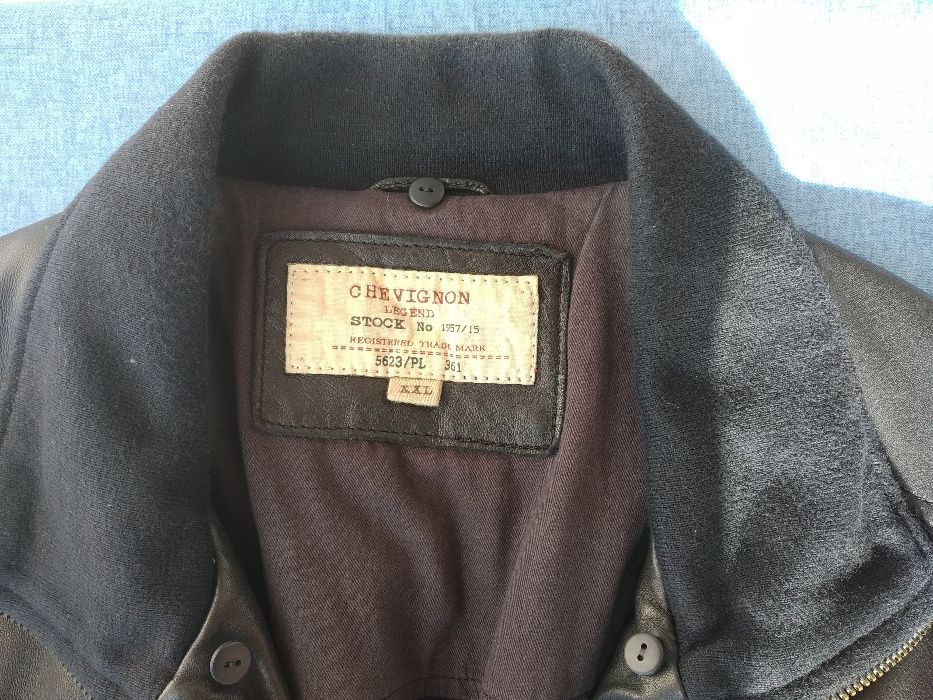 CHEVIGNON
LEGEND
STOCK No 1957/15
REGISTERED TRADE MARK
5623/PL 361
XXL